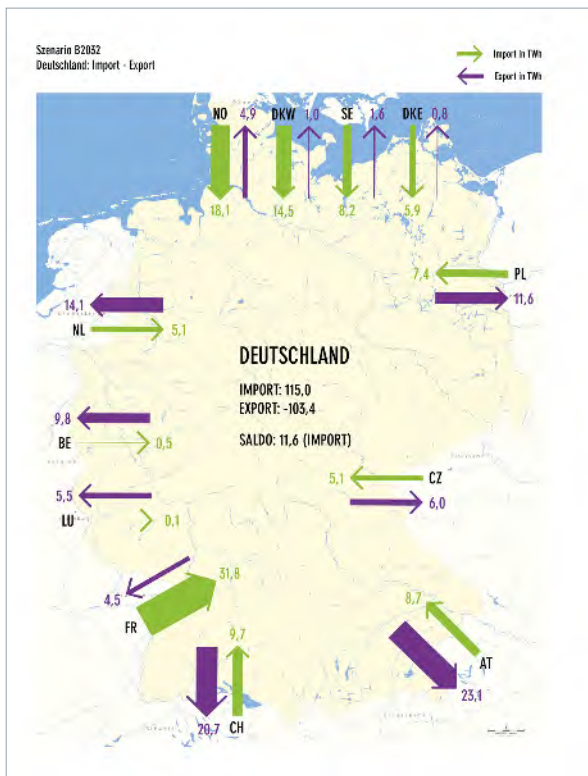 Szenario B2032
Deutschland: Import - Export
Import in TWh
Export in TWh
NO 4,9 DKW 1,0 SE 1,6 DKE 0,8
18,1 14,5 8,2 5,9
7,4 PL
14,1 11,6
NL 5,1
DEUTSCHLAND
IMPORT: 115,0
EXPORT: -103,4
SALDO: 11,6 (IMPORT)
9,8
BE 0,5
5,1 CZ
5,5 6,0
LU 0,1
31,8
4,5 8,7
FR
9,7
AT
23,1
20,7 CH